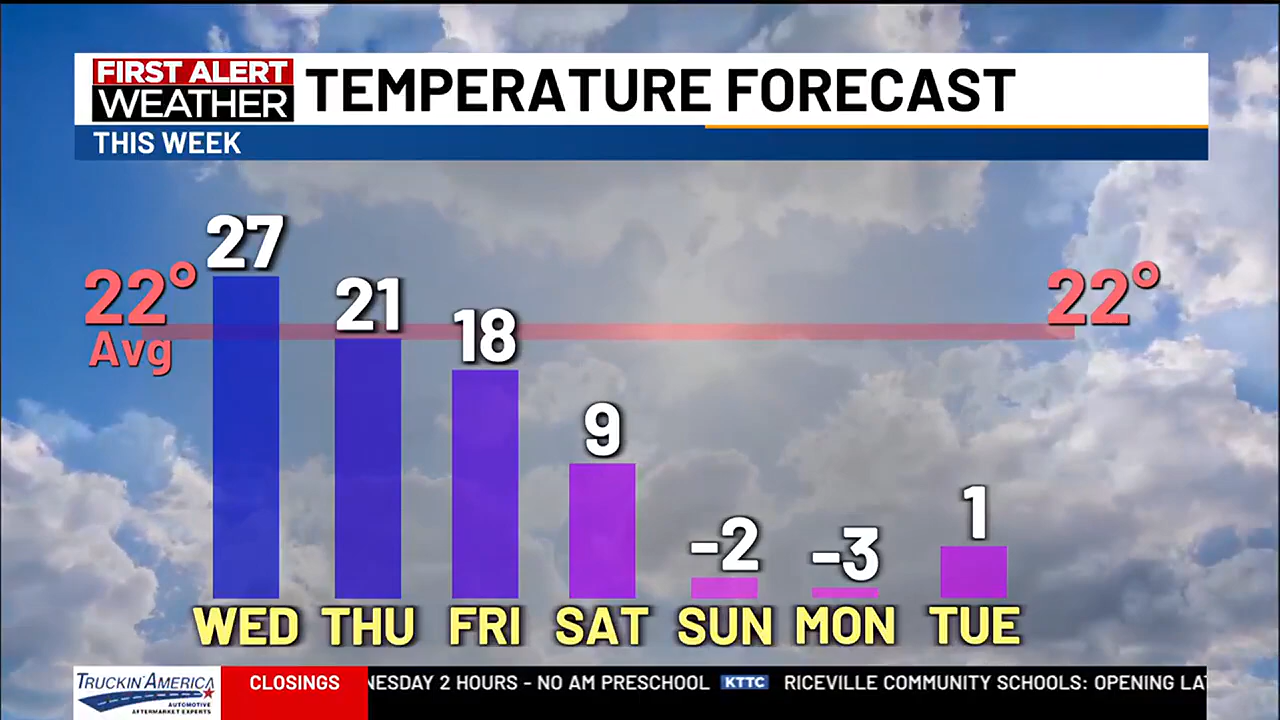 FIRST ALERT
WEATHER
TEMPERATURE FORECAST
THIS WEEK
27
22°
Avg
21
18
9
-2
-3
1
22°
WED THU FRI SAT SUN MON TUE
TRUCKIN' AMERICA
AUTOMOTIVE
AFTERMARKET EXPERTS
CLOSINGS
NESDAY 2 HOURS - NO AM PRESCHOOL KTTC RICEVILLE COMMUNITY SCHOOLS: OPENING LAT